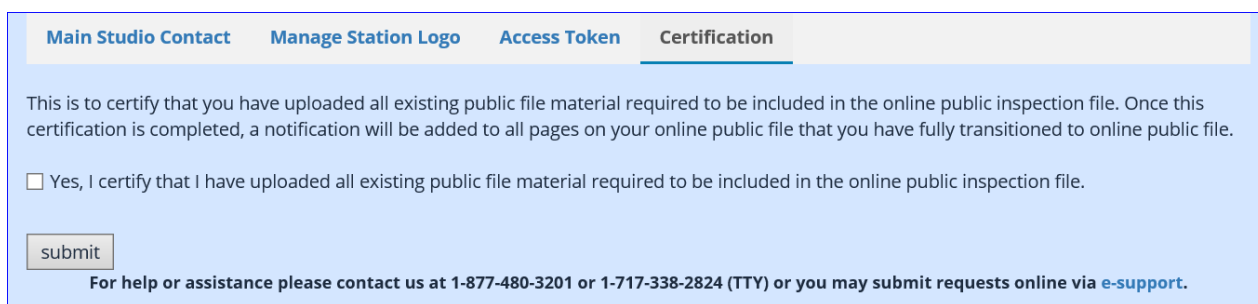 Main Studio Contact Manage Station Logo Access Token Certification
This is to certify that you have uploaded all existing public file material required to be included in the online public inspection file. Once this
certification is completed, a notification will be added to all pages on your online public file that you have fully transitioned to online public file.
Yes, I certify that I have uploaded all existing public file material required to be included in the online public inspection file.
submit
For help or assistance please contact us at 1-877-480-3201 or 1-717-338-2824 (TTY) or you may submit requests online via e-support.